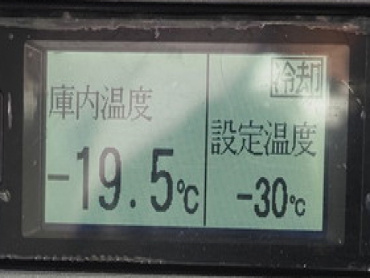 庫内温度
-19.5℃
冷却
設定温度
-30℃